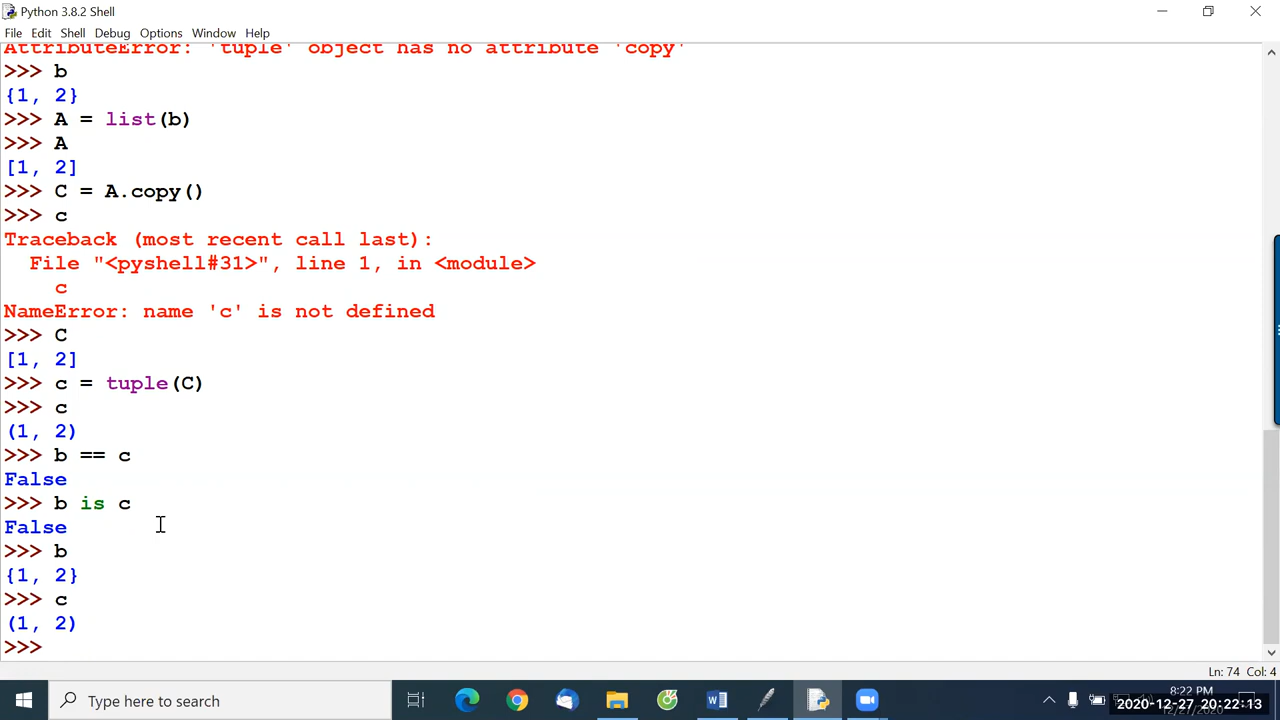 Python 3.8.2 Shell
File Edit Shell Debug Options Window Help
AttributeError: 'tuple' object has no attribute 'copy'
>>> b
{1, 2}
>>> A = list(b)
>>> A
[1, 2]
>>> C = A.copy()
>>> c
Traceback (most recent call last):
  File "<pyshell#31>", line 1, in <module>
    c
NameError: name 'c' is not defined
>>> C
[1, 2]
>>> c = tuple(C)
>>> c
(1, 2)
>>> b == c
False
>>> b is c
False
>>> b
{1, 2}
>>> c
(1, 2)
>>>
Ln: 74 Col: 4
Type here to search
8:22 PM
2020-12-27 20:22:13
12/27/2020